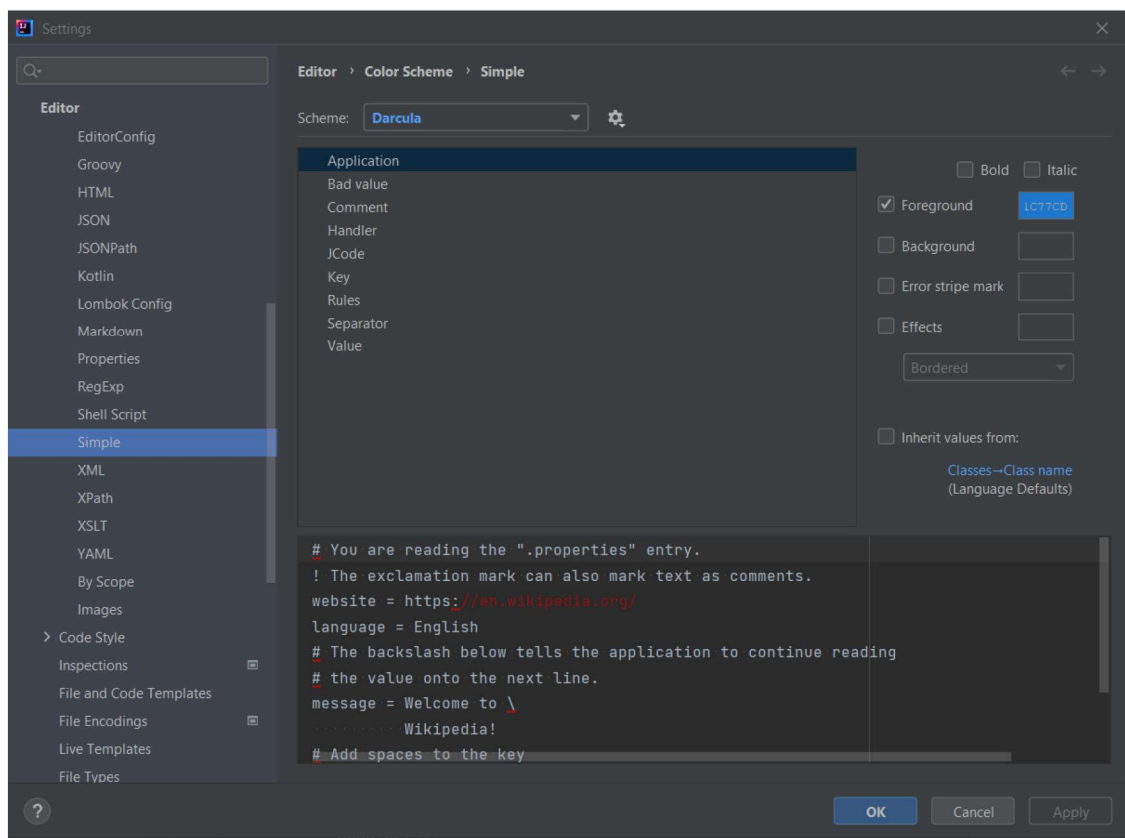 Settings
Editor
EditorConfig
Groovy
HTML
JSON
JSONPath
Kotlin
Lombok Config
Markdown
Properties
RegExp
Shell Script
Simple
XML
XPath
XSLT
YAML
By Scope
Images
Code Style
Inspections
File and Code Templates
File Encodings
Live Templates
File Types
Editor › Color Scheme › Simple
Scheme: Darcula
Application
Bad value
Comment
Handler
JCode
Key
Rules
Separator
Value
Bold Italic
Foreground 1C77CD
Background
Error stripe mark
Effects
Bordered
Inherit values from:
Classes→Class name
(Language Defaults)
# You are reading the ".properties" entry.
! The exclamation mark can also mark text as comments.
website = https://en.wikipedia.org/
language = English
# The backslash below tells the application to continue reading
# the value onto the next line.
message = Welcome to \
Wikipedia!
# Add spaces to the key
?
OK Cancel Apply